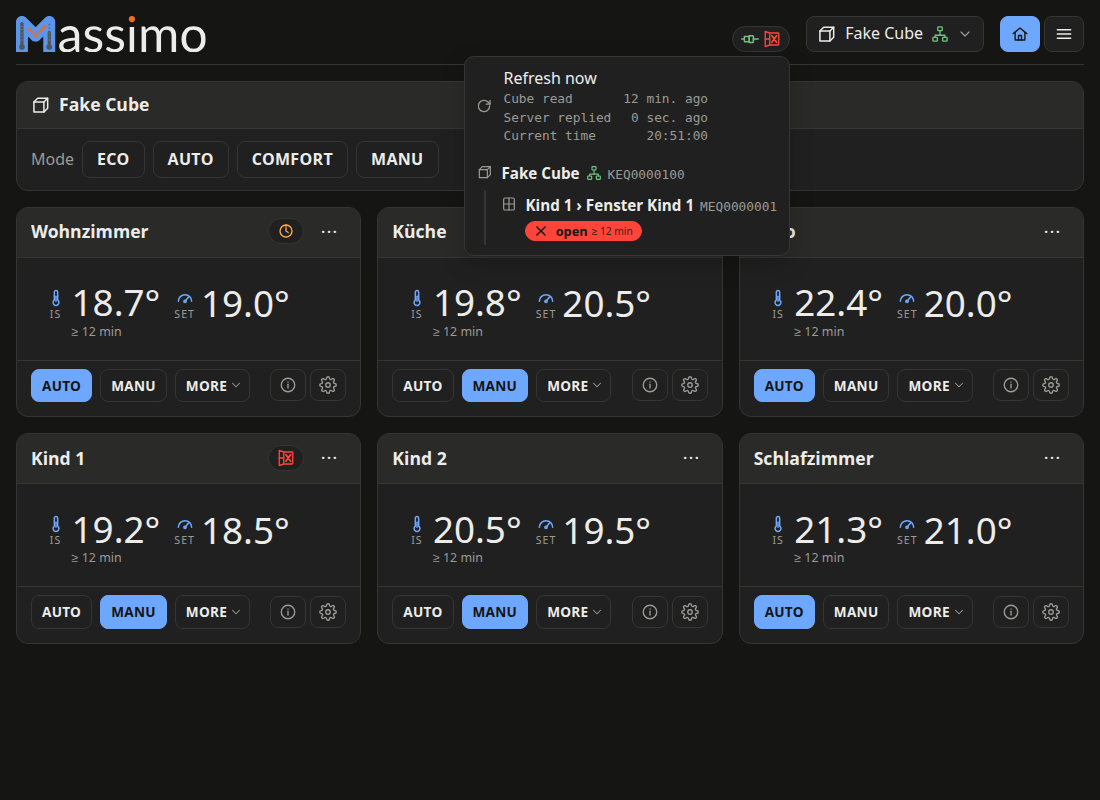 Massimo
Fake Cube
Refresh now
Cube read 12 min. ago
Server replied 0 sec. ago
Current time 20:51:00
Fake Cube KEQ0000100
Kind 1 › Fenster Kind 1 MEQ0000001
open ≥ 12 min
Fake Cube
Mode ECO AUTO COMFORT MANU
Wohnzimmer
18.7° 19.0°
IS SET
≥ 12 min
AUTO MANU MORE
Küche
19.8° 20.5°
IS SET
≥ 12 min
AUTO MANU MORE
22.4° 20.0°
IS SET
≥ 12 min
AUTO MANU MORE
Kind 1
19.2° 18.5°
IS SET
≥ 12 min
AUTO MANU MORE
Kind 2
20.5° 19.5°
IS SET
≥ 12 min
AUTO MANU MORE
Schlafzimmer
21.3° 21.0°
IS SET
≥ 12 min
AUTO MANU MORE